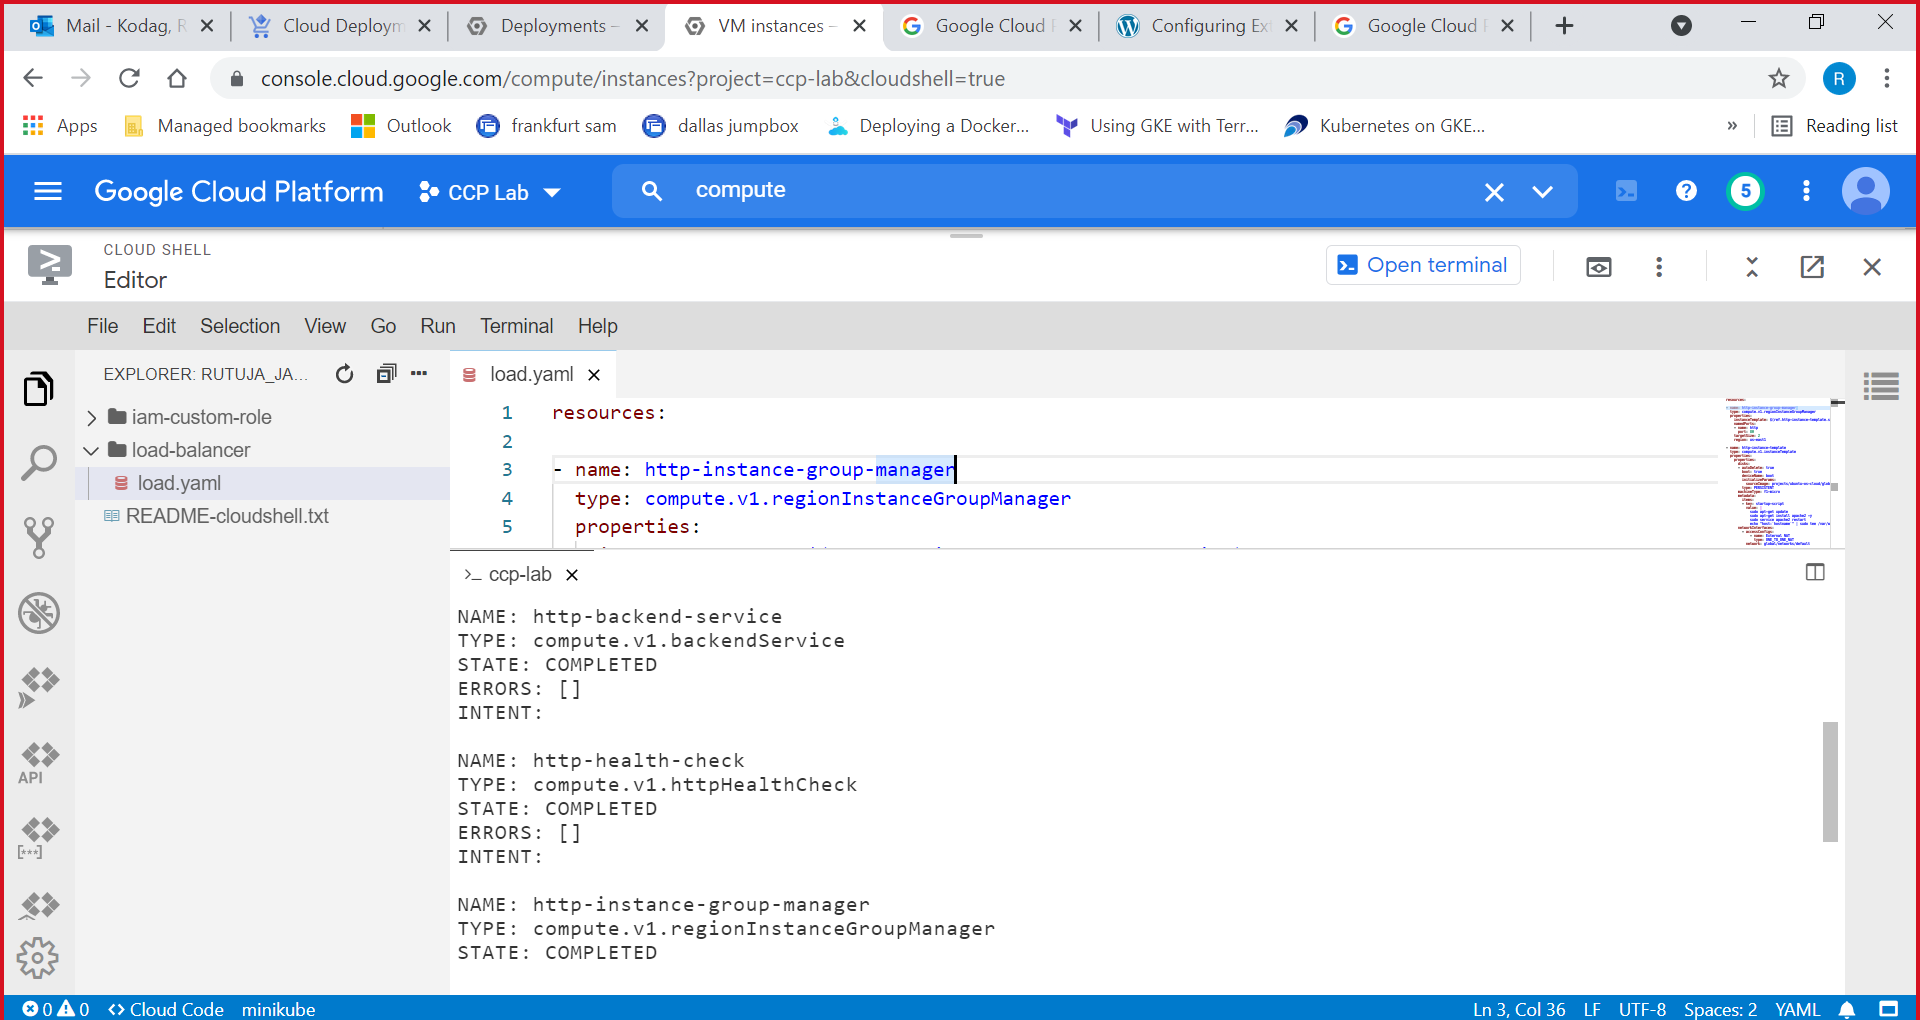 Mail - Kodag, R
Cloud Deploym
Deployments –
VM instances –
Google Cloud P
Configuring Ext
Google Cloud P
console.cloud.google.com/compute/instances?project=ccp-lab&cloudshell=true
R
Apps
Managed bookmarks
Outlook
frankfurt sam
dallas jumpbox
Deploying a Docker...
Using GKE with Terr...
Kubernetes on GKE...
»
Reading list
Google Cloud Platform
CCP Lab
compute
5
CLOUD SHELL
Editor
Open terminal
File Edit Selection View Go Run Terminal Help
EXPLORER: RUTUJA_JA...
iam-custom-role
load-balancer
load.yaml
README-cloudshell.txt
API
[***]
load.yaml
1 resources:
2
3 - name: http-instance-group-manager
4 type: compute.v1.regionInstanceGroupManager
5 properties:
>_ ccp-lab
NAME: http-backend-service
TYPE: compute.v1.backendService
STATE: COMPLETED
ERRORS: []
INTENT:
NAME: http-health-check
TYPE: compute.v1.httpHealthCheck
STATE: COMPLETED
ERRORS: []
INTENT:
NAME: http-instance-group-manager
TYPE: compute.v1.regionInstanceGroupManager
STATE: COMPLETED
0 0 <> Cloud Code minikube
Ln 3, Col 36 LF UTF-8 Spaces: 2 YAML